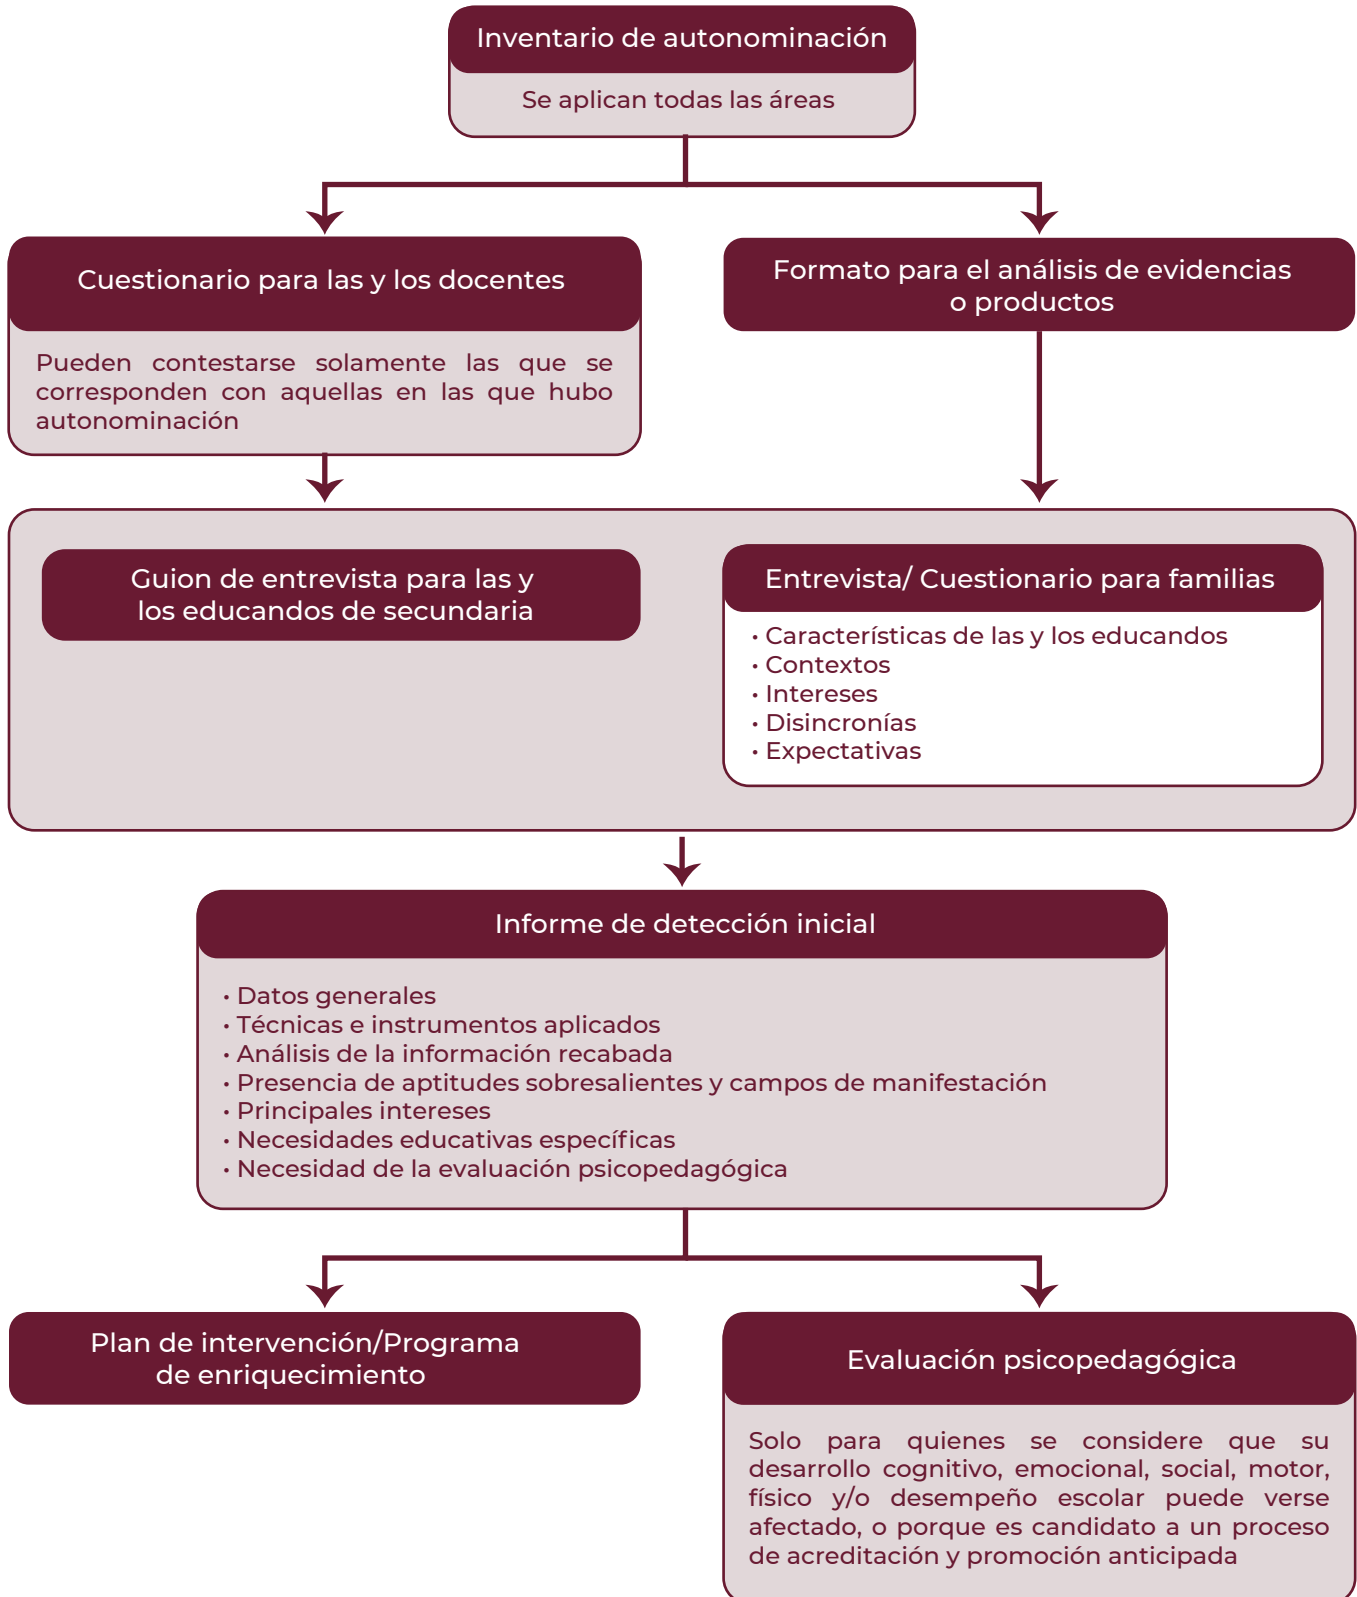 Inventario de autonominación
Se aplican todas las áreas
Cuestionario para las y los docentes
Pueden contestarse solamente las que se
corresponden con aquellas en las que hubo
autonominación
Formato para el análisis de evidencias
o productos
Guion de entrevista para las y
los educandos de secundaria
Entrevista/ Cuestionario para familias
• Características de las y los educandos
• Contextos
• Intereses
• Disincronías
• Expectativas
Informe de detección inicial
• Datos generales
• Técnicas e instrumentos aplicados
• Análisis de la información recabada
• Presencia de aptitudes sobresalientes y campos de manifestación
• Principales intereses
• Necesidades educativas específicas
• Necesidad de la evaluación psicopedagógica
Plan de intervención/Programa
de enriquecimiento
Evaluación psicopedagógica
Solo para quienes se considere que su
desarrollo cognitivo, emocional, social, motor,
físico y/o desempeño escolar puede verse
afectado, o porque es candidato a un proceso
de acreditación y promoción anticipada